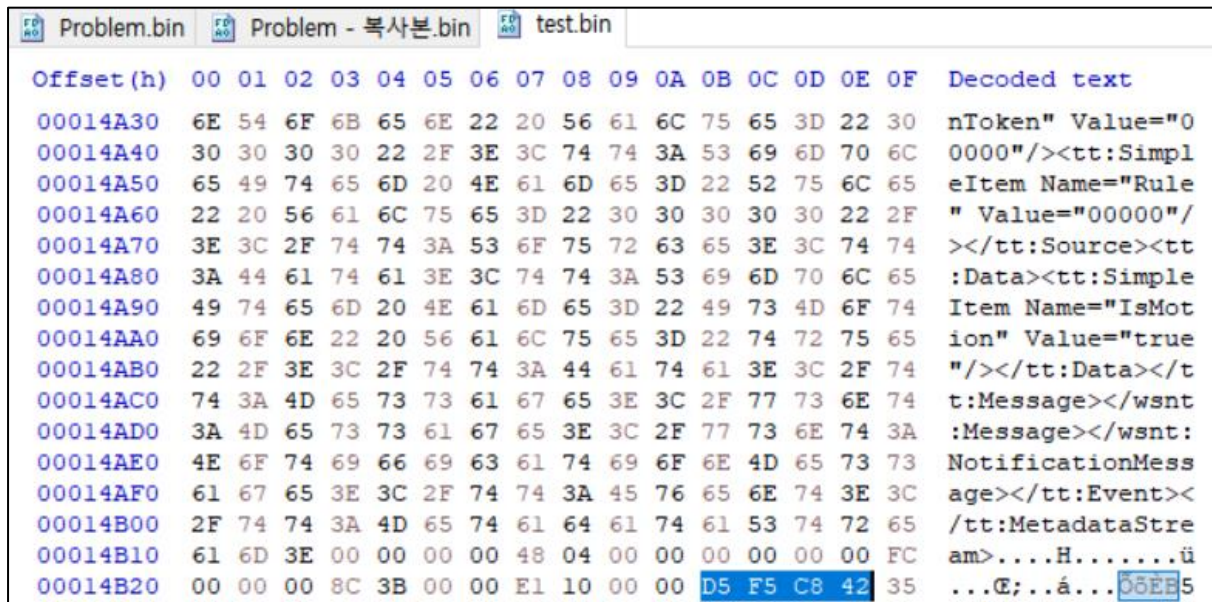 Problem.bin Problem - 복사본.bin test.bin
Offset(h) 00 01 02 03 04 05 06 07 08 09 0A 0B 0C 0D 0E 0F Decoded text
00014A30 6E 54 6F 6B 65 6E 22 20 56 61 6C 75 65 3D 22 30 nToken" Value="0
00014A40 30 30 30 30 22 2F 3E 3C 74 74 3A 53 69 6D 70 6C 0000"/><tt:Simpl
00014A50 65 49 74 65 6D 20 4E 61 6D 65 3D 22 52 75 6C 65 eItem Name="Rule
00014A60 22 20 56 61 6C 75 65 3D 22 30 30 30 30 30 22 2F " Value="00000"/
00014A70 3E 3C 2F 74 74 3A 53 6F 75 72 63 65 3E 3C 74 74 ></tt:Source><tt
00014A80 3A 44 61 74 61 3E 3C 74 74 3A 53 69 6D 70 6C 65 :Data><tt:Simple
00014A90 49 74 65 6D 20 4E 61 6D 65 3D 22 49 73 4D 6F 74 Item Name="IsMot
00014AA0 69 6F 6E 22 20 56 61 6C 75 65 3D 22 74 72 75 65 ion" Value="true
00014AB0 22 2F 3E 3C 2F 74 74 3A 44 61 74 61 3E 3C 2F 74 "/></tt:Data></t
00014AC0 74 3A 4D 65 73 73 61 67 65 3E 3C 2F 77 73 6E 74 t:Message></wsnt
00014AD0 3A 4D 65 73 73 61 67 65 3E 3C 2F 77 73 6E 74 3A :Message></wsnt:
00014AE0 4E 6F 74 69 66 69 63 61 74 69 6F 6E 4D 65 73 73 NotificationMess
00014AF0 61 67 65 3E 3C 2F 74 74 3A 45 76 65 6E 74 3E 3C age></tt:Event><
00014B00 2F 74 74 3A 4D 65 74 61 64 61 74 61 53 74 72 65 /tt:MetadataStre
00014B10 61 6D 3E 00 00 00 00 48 04 00 00 00 00 00 00 FC am>....H.......ü
00014B20 00 00 00 8C 3B 00 00 E1 10 00 00 D5 F5 C8 42 35 ...Œ;..á...ÕõÈB5